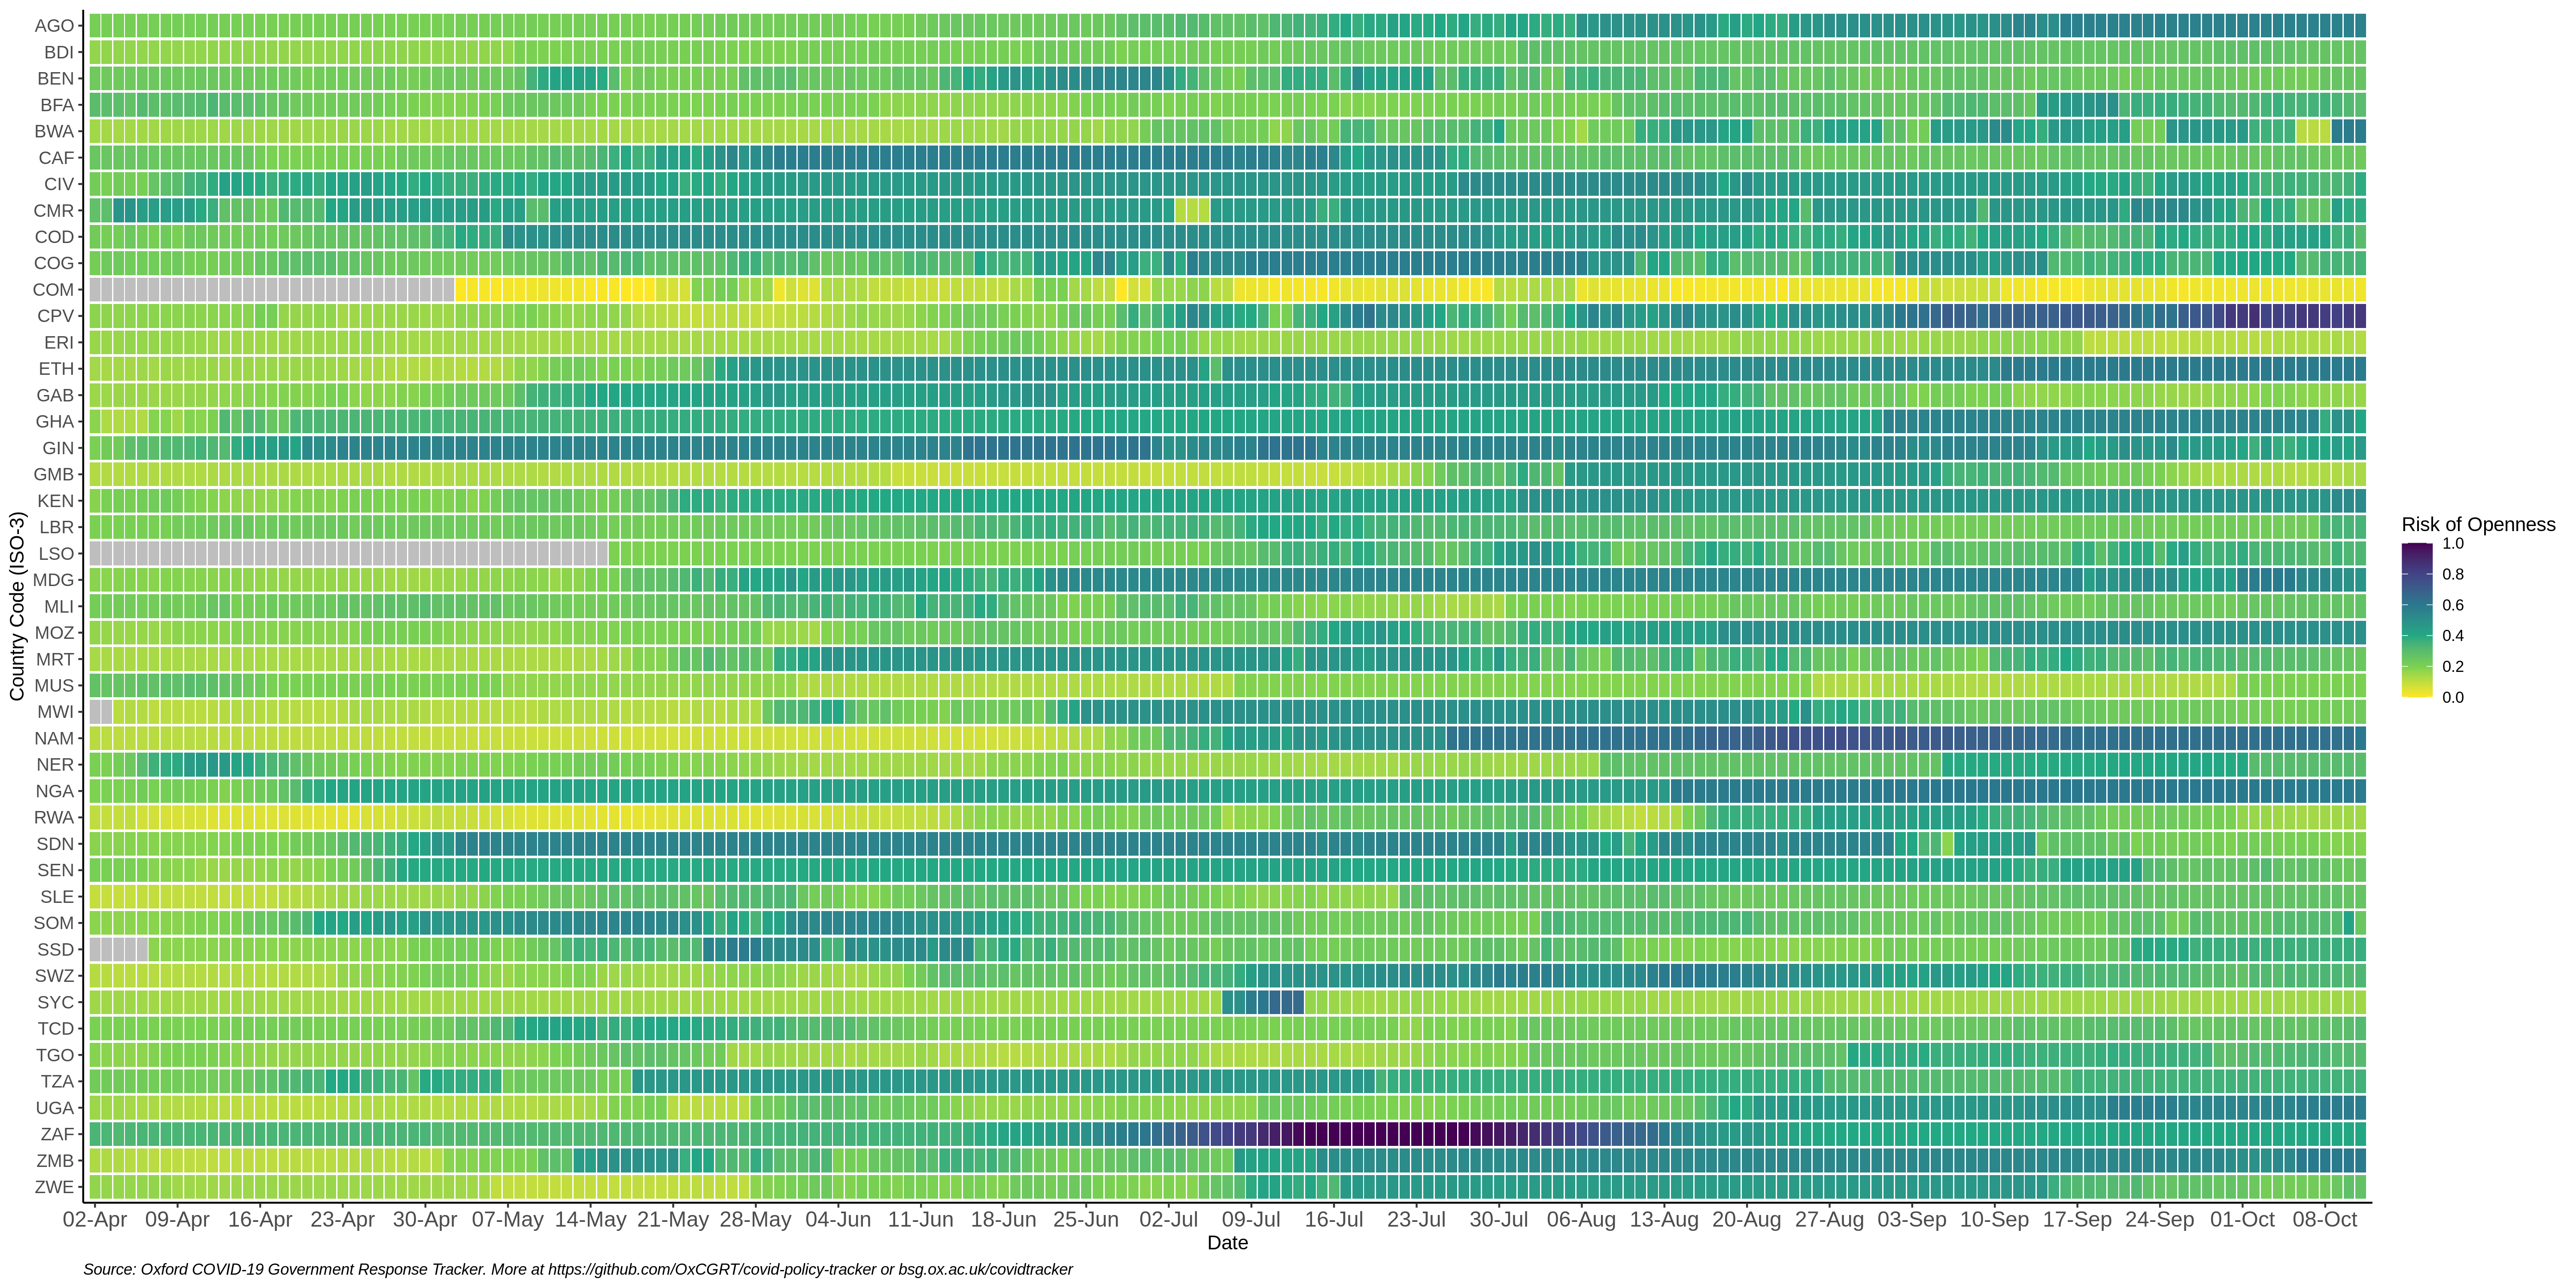 AGO
BDI
BEN
BFA
BWA
CAF
CIV
CMR
COD
COG
COM
CPV
ERI
ETH
GAB
GHA
GIN
GMB
KEN
LBR
LSO
MDG
MLI
MOZ
MRT
MUS
MWI
NAM
NER
NGA
RWA
SDN
SEN
SLE
SOM
SSD
SWZ
SYC
TCD
TGO
TZA
UGA
ZAF
ZMB
ZWE
Country Code (ISO-3)
02-Apr 09-Apr 16-Apr 23-Apr 30-Apr 07-May 14-May 21-May 28-May 04-Jun 11-Jun 18-Jun 25-Jun 02-Jul 09-Jul 16-Jul 23-Jul 30-Jul 06-Aug 13-Aug 20-Aug 27-Aug 03-Sep 10-Sep 17-Sep 24-Sep 01-Oct 08-Oct
Date
Risk of Openness
1.0
0.8
0.6
0.4
0.2
0.0
Source: Oxford COVID-19 Government Response Tracker. More at https://github.com/OxCGRT/covid-policy-tracker or bsg.ox.ac.uk/covidtracker